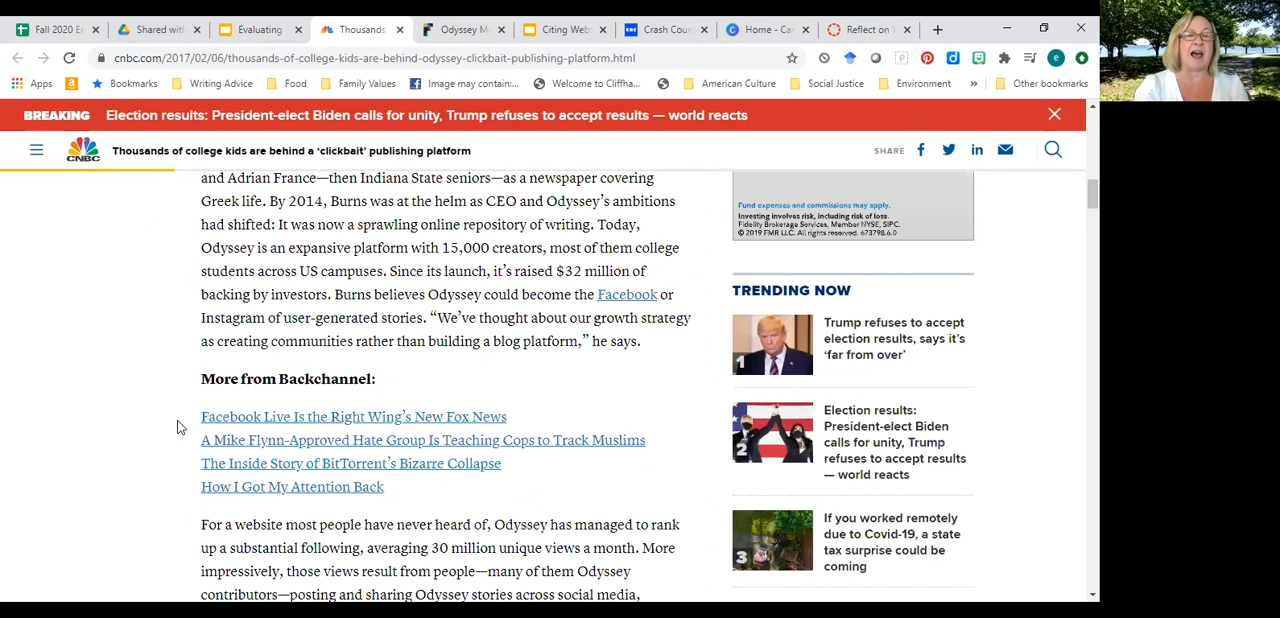 Fall 2020 E
Shared wit
Evaluating
Thousands
Odyssey M
Citing Web
Crash Cou
Home - Ca
Reflect on
cnbc.com/2017/02/06/thousands-of-college-kids-are-behind-odyssey-clickbait-publishing-platform.html
Apps
Bookmarks
Writing Advice
Food
Family Values
Image may contain:...
Welcome to Cliffha...
American Culture
Social Justice
Environment
»
Other bookmarks
BREAKING
Election results: President-elect Biden calls for unity, Trump refuses to accept results — world reacts
CNBC
Thousands of college kids are behind a ‘clickbait’ publishing platform
SHARE
and Adrian France—then Indiana State seniors—as a newspaper covering
Greek life. By 2014, Burns was at the helm as CEO and Odyssey’s ambitions
had shifted: It was now a sprawling online repository of writing. Today,
Odyssey is an expansive platform with 15,000 creators, most of them college
students across US campuses. Since its launch, it’s raised $32 million of
backing by investors. Burns believes Odyssey could become the Facebook or
Instagram of user-generated stories. “We’ve thought about our growth strategy
as creating communities rather than building a blog platform,” he says.
More from Backchannel:
Facebook Live Is the Right Wing’s New Fox News
A Mike Flynn-Approved Hate Group Is Teaching Cops to Track Muslims
The Inside Story of BitTorrent’s Bizarre Collapse
How I Got My Attention Back
For a website most people have never heard of, Odyssey has managed to rank
up a substantial following, averaging 30 million unique views a month. More
impressively, those views result from people—many of them Odyssey
contributors—posting and sharing Odyssey stories across social media,
Fund expenses and commissions may apply.
Investing involves risk, including risk of loss.
Fidelity Brokerage Services, Member NYSE, SIPC.
© 2019 FMR LLC. All rights reserved. 673798.6.0
TRENDING NOW
1
Trump refuses to accept
election results, says it’s
‘far from over’
2
Election results:
President-elect Biden
calls for unity, Trump
refuses to accept results
— world reacts
3
If you worked remotely
due to Covid-19, a state
tax surprise could be
coming